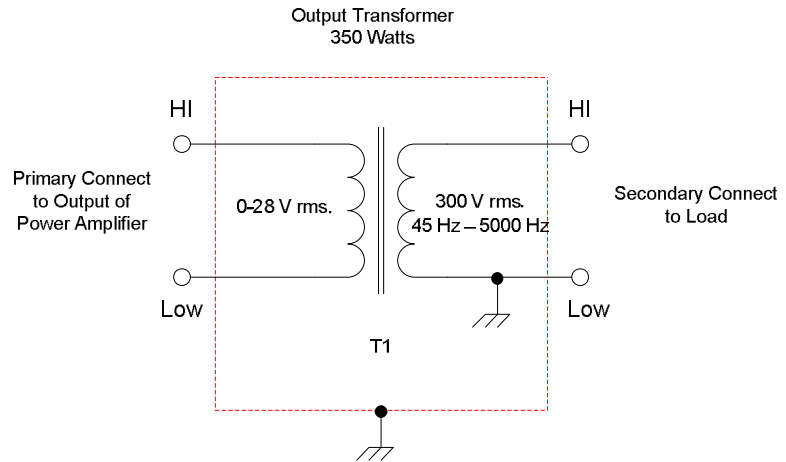 Output Transformer
350 Watts
HI
HI
Primary Connect
to Output of
Power Amplifier
0-28 V rms.
300 V rms.
45 Hz – 5000 Hz
Secondary Connect
to Load
Low
Low
T1